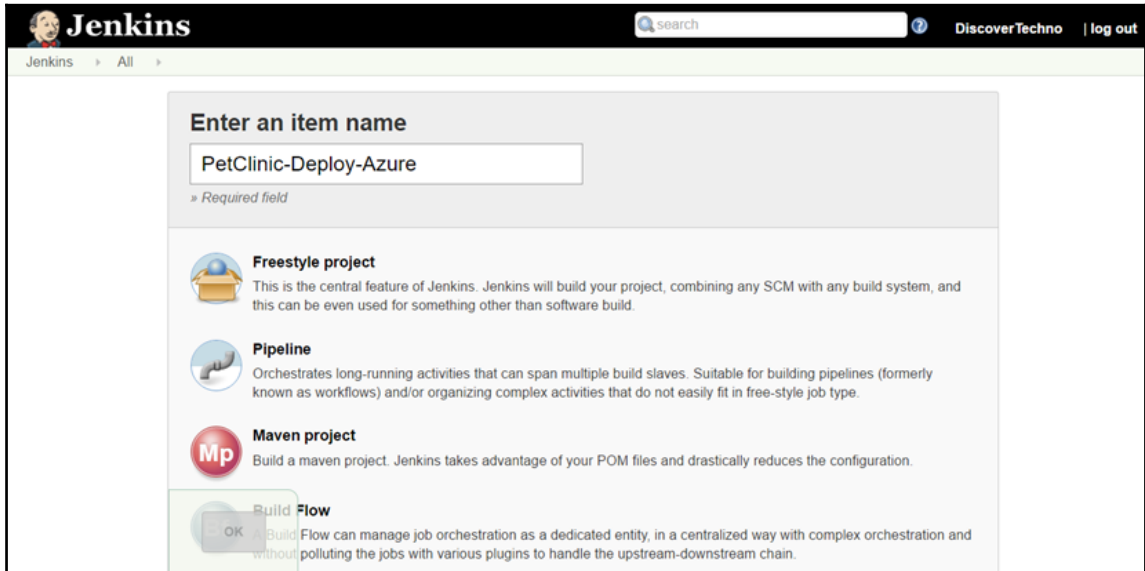 Jenkins
search
DiscoverTechno | log out
Jenkins All
Enter an item name
PetClinic-Deploy-Azure
» Required field
Freestyle project
This is the central feature of Jenkins. Jenkins will build your project, combining any SCM with any build system, and
this can be even used for something other than software build.
Pipeline
Orchestrates long-running activities that can span multiple build slaves. Suitable for building pipelines (formerly
known as workflows) and/or organizing complex activities that do not easily fit in free-style job type.
Mp
Maven project
Build a maven project. Jenkins takes advantage of your POM files and drastically reduces the configuration.
Build Flow
OK
A Build Flow can manage job orchestration as a dedicated entity, in a centralized way with complex orchestration and
without polluting the jobs with various plugins to handle the upstream-downstream chain.